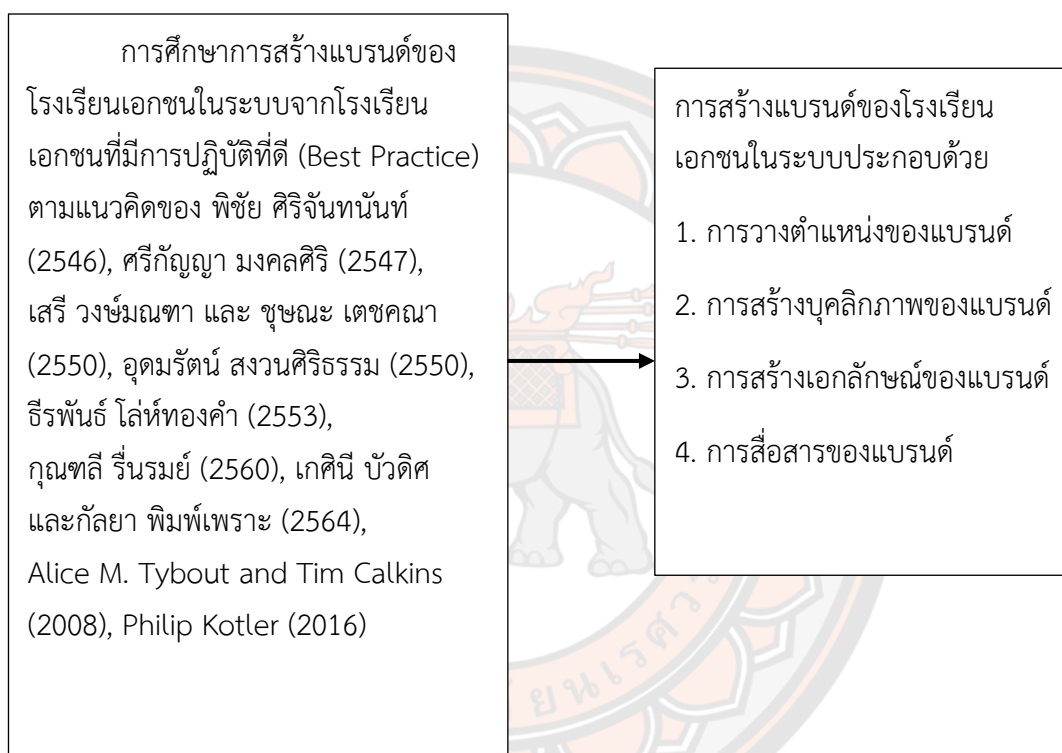 การศึกษาการสร้างแบรนด์ของ
โรงเรียนเอกชนในระบบจากโรงเรียน
เอกชนที่มีการปฏิบัติที่ดี (Best Practice)
ตามแนวคิดของ พิชัย ศิริจันทนันท์
(2546), ศรีกัญญา มงคลศิริ (2547),
เสรี วงษ์มณฑา และ ชุษณะ เตชคณา
(2550), อุดมรัตน์ สงวนศิริธรรม (2550),
ธีรพันธ์ โล่ห์ทองคำ (2553),
กุณฑลี รื่นรมย์ (2560), เกศินี บัวดิศ
และกัลยา พิมพ์เพราะ (2564),
Alice M. Tybout and Tim Calkins
(2008), Philip Kotler (2016)
การสร้างแบรนด์ของโรงเรียน
เอกชนในระบบประกอบด้วย
1. การวางตำแหน่งของแบรนด์
2. การสร้างบุคลิกภาพของแบรนด์
3. การสร้างเอกลักษณ์ของแบรนด์
4. การสื่อสารของแบรนด์